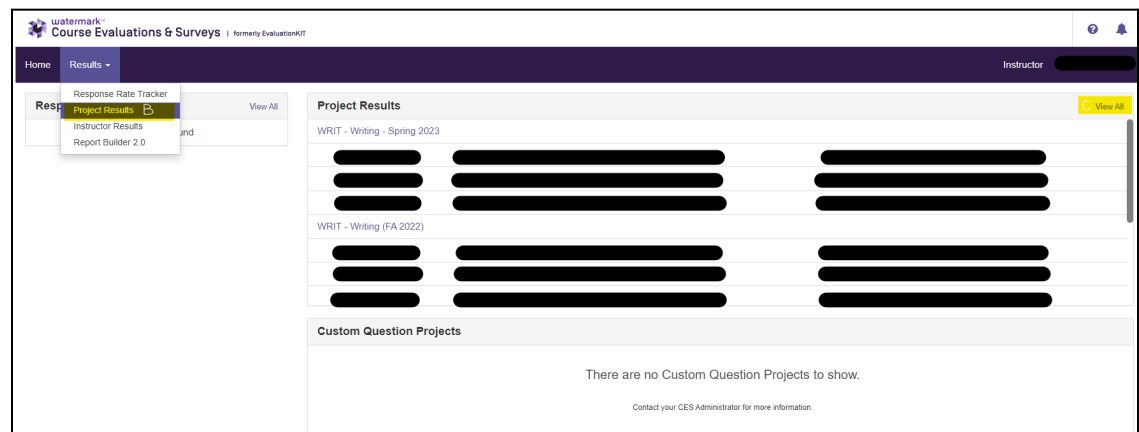 watermark™
Course Evaluations & Surveys | formerly EvaluationKIT
Home Results Instructor
Response Rate Tracker
Project Results B
Instructor Results
Report Builder 2.0
Resp View All
und
Project Results C View All
WRIT - Writing - Spring 2023
WRIT - Writing (FA 2022)
Custom Question Projects
There are no Custom Question Projects to show.
Contact your CES Administrator for more information.